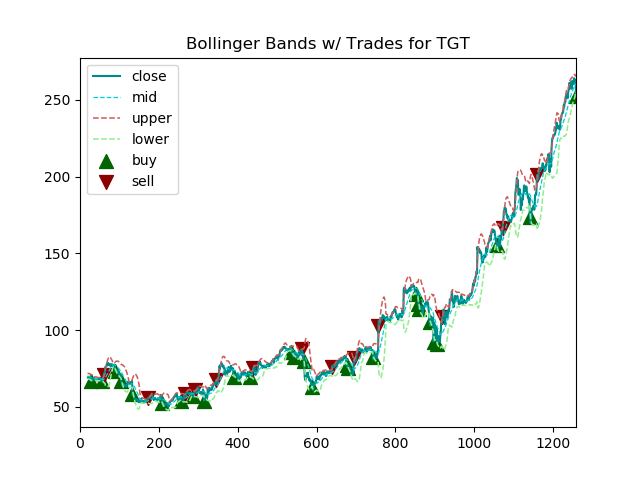 Bollinger Bands w/ Trades for TGT
close
mid
upper
lower
buy
sell
250
200
150
100
50
0 200 400 600 800 1000 1200